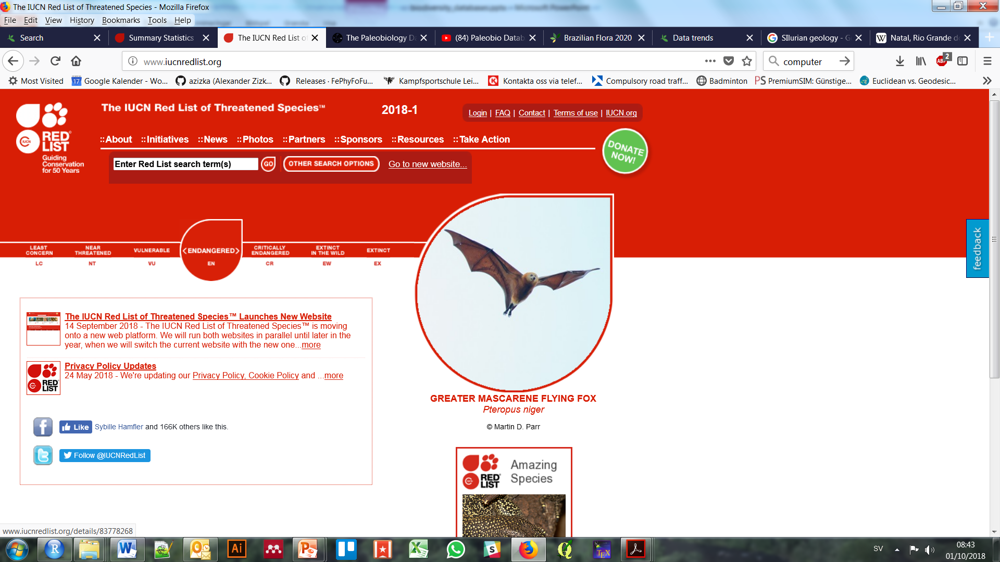 The IUCN Red List of Threatened Species - Mozilla Firefox
File Edit View History Bookmarks Tools Help
Search
Summary Statistics
The IUCN Red List o
The Paleobiology Da
(84) Paleobio Datab
Brazilian Flora 2020
Data trends
SIlurian geology - G
Natal, Rio Grande d
www.iucnredlist.org
computer
ABP
2
Most Visited
17 Google Kalender - Wo...
azizka (Alexander Zizk...
Releases · FePhyFoFu...
Kampfsportschule Lei...
Kontakta oss via telef...
Compulsory road traff...
Badminton
PS PremiumSIM: Günstige...
Euclidean vs. Geodesic...
The IUCN Red List of Threatened Species™
2018-1
Login | FAQ | Contact | Terms of use | IUCN.org
IUCN
RED
LIST
Guiding
Conservation
for 50 Years
::About ::Initiatives ::News ::Photos ::Partners ::Sponsors ::Resources ::Take Action
DONATE
NOW!
Enter Red List search term(s)
GO
OTHER SEARCH OPTIONS
Go to new website...
LEAST
CONCERN
LC
NEAR
THREATENED
NT
VULNERABLE
VU
<ENDANGERED>
EN
CRITICALLY
ENDANGERED
CR
EXTINCT
IN THE WILD
EW
EXTINCT
EX
feedback
The IUCN Red List of Threatened Species™ Launches New Website
14 September 2018 - The IUCN Red List of Threatened Species™ is moving
onto a new web platform. We will run both websites in parallel until later in the
year, when we will switch the current website with the new one...more
RED
LIST
Privacy Policy Updates
24 May 2018 - We're updating our Privacy Policy, Cookie Policy and ...more
Like
Sybille Hamfler and 166K others like this.
Follow @IUCNRedList
GREATER MASCARENE FLYING FOX
Pteropus niger
© Martin D. Parr
RED
LIST
Amazing
Species
www.iucnredlist.org/details/83778268
SV
08:43
01/10/2018